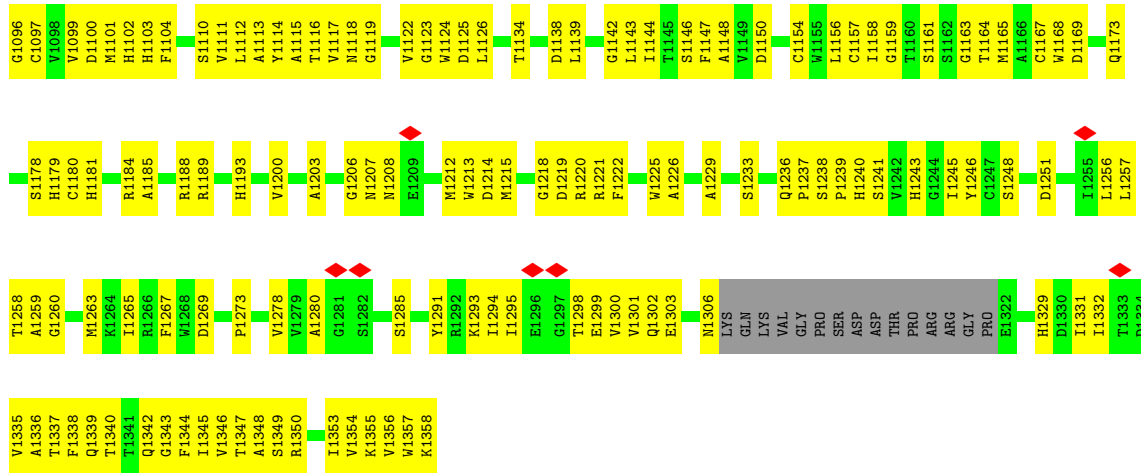 G1096 C1097 V1098 V1099 D1100 M1101 H1102 H1103 F1104 S1110 V1111 L1112 A1113 Y1114 A1115 T1116 V1117 N1118 G1119 V1122 G1123 W1124 D1125 L1126 T1134 D1138 L1139 G1142 L1143 I1144 T1145 S1146 F1147 A1148 V1149 D1150 C1154 W1155 L1156 C1157 I1158 G1159 T1160 S1161 S1162 G1163 T1164 M1165 A1166 C1167 W1168 D1169 Q1173
S1178 H1179 C1180 H1181 R1184 A1185 R1188 R1189 H1193 V1200 A1203 G1206 N1207 N1208 E1209 M1212 W1213 D1214 M1215 G1218 D1219 R1220 R1221 F1222 W1225 A1226 A1229 S1233 Q1236 P1237 S1238 P1239 H1240 S1241 V1242 H1243 G1244 I1245 Y1246 C1247 S1248 D1251 I1255 L1256 L1257
T1258 A1259 G1260 M1263 K1264 I1265 R1266 F1267 W1268 D1269 P1273 V1278 V1279 A1280 G1281 S1282 S1285 Y1291 R1292 K1293 I1294 I1295 E1296 G1297 T1298 E1299 V1300 V1301 Q1302 E1303 N1306 LYS GLN LYS VAL GLY PRO SER ASP ASP THR PRO ARG ARG GLY PRO E1322 H1329 D1330 I1331 I1332 T1333 D1334
V1335 A1336 T1337 F1338 Q1339 T1340 T1341 Q1342 G1343 F1344 I1345 V1346 T1347 A1348 S1349 R1350 I1353 V1354 K1355 V1356 W1357 K1358